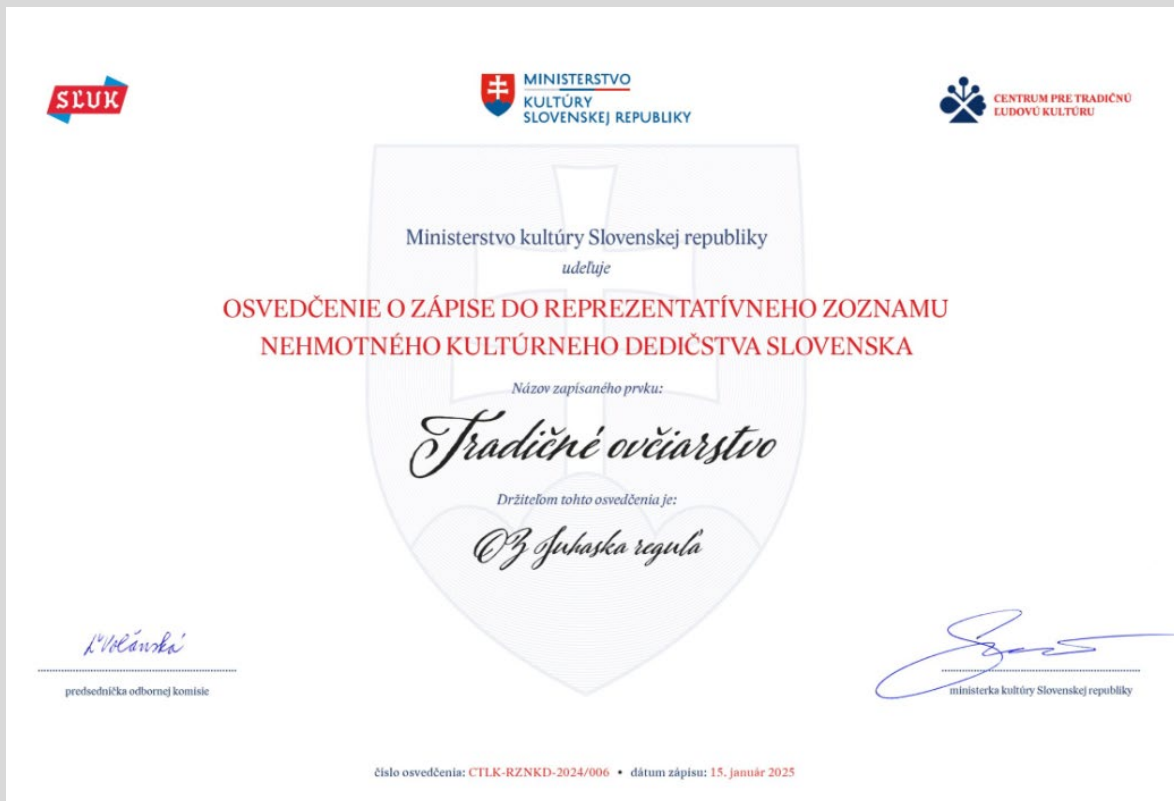 SĽUK
MINISTERSTVO
KULTÚRY
SLOVENSKEJ REPUBLIKY
CENTRUM PRE TRADIČNÚ
ĽUDOVÚ KULTÚRU
Ministerstvo kultúry Slovenskej republiky
udeľuje
OSVEDČENIE O ZÁPISE DO REPREZENTATÍVNEHO ZOZNAMU
NEHMOTNÉHO KULTÚRNEHO DEDIČSTVA SLOVENSKA
Názov zapísaného prvku:
Tradičné ovčiarstvo
Držiteľom tohto osvedčenia je:
OZ Juhaska reguľa
Voľanská
predsedníčka odbornej komisie
ministerka kultúry Slovenskej republiky
číslo osvedčenia: CTLK-RZNKD-2024/006 • dátum zápisu: 15. január 2025